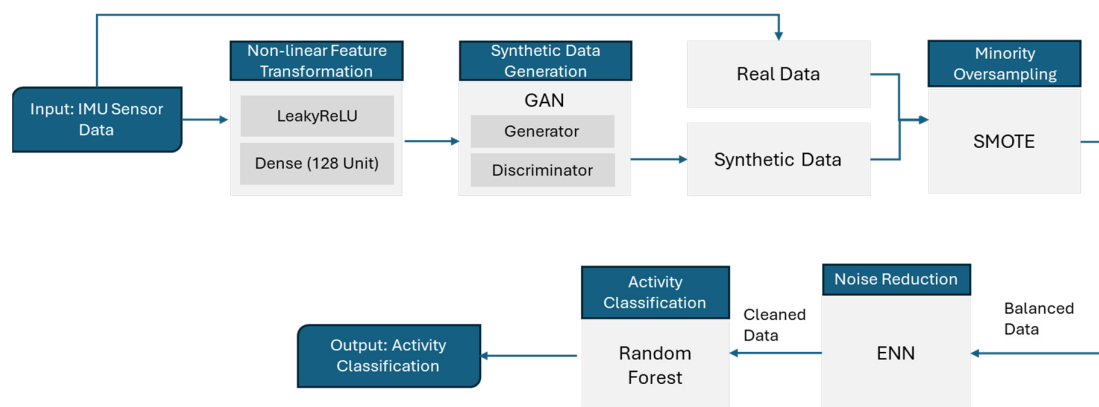 Input: IMU Sensor
Data
Non-linear Feature
Transformation
LeakyReLU
Dense (128 Unit)
Synthetic Data
Generation
GAN
Generator
Discriminator
Real Data
Synthetic Data
Minority
Oversampling
SMOTE
Balanced
Data
Noise Reduction
ENN
Cleaned
Data
Activity
Classification
Random
Forest
Output: Activity
Classification